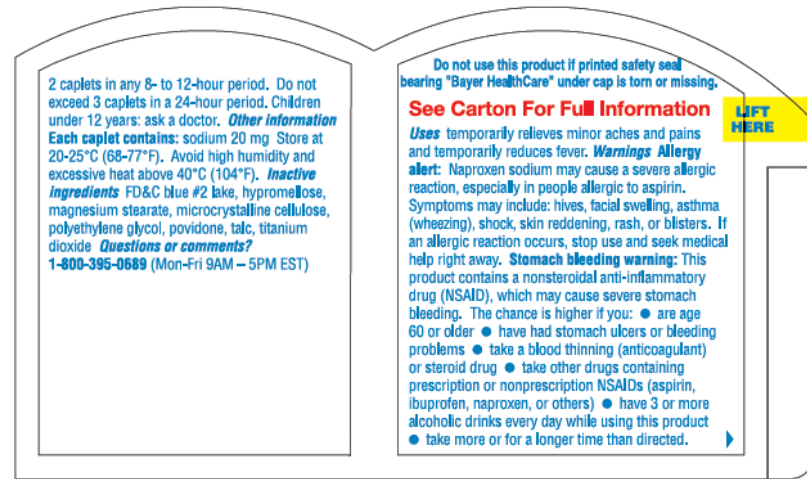 2 caplets in any 8- to 12-hour period. Do not
exceed 3 caplets in a 24-hour period. Children
under 12 years: ask a doctor. Other information
Each caplet contains: sodium 20 mg Store at
20-25°C (68-77°F). Avoid high humidity and
excessive heat above 40°C (104°F). Inactive
ingredients FD&C blue #2 lake, hypromellose,
magnesium stearate, microcrystalline cellulose,
polyethylene glycol, povidone, talc, titanium
dioxide Questions or comments?
1-800-395-0689 (Mon-Fri 9AM – 5PM EST)
Do not use this product if printed safety seal
bearing "Bayer HealthCare" under cap is torn or missing.
See Carton For Full Information
Uses temporarily relieves minor aches and pains
and temporarily reduces fever. Warnings Allergy
alert: Naproxen sodium may cause a severe allergic
reaction, especially in people allergic to aspirin.
Symptoms may include: hives, facial swelling, asthma
(wheezing), shock, skin reddening, rash, or blisters. If
an allergic reaction occurs, stop use and seek medical
help right away. Stomach bleeding warning: This
product contains a nonsteroidal anti-inflammatory
drug (NSAID), which may cause severe stomach
bleeding. The chance is higher if you: ● are age
60 or older ● have had stomach ulcers or bleeding
problems ● take a blood thinning (anticoagulant)
or steroid drug ● take other drugs containing
prescription or nonprescription NSAIDs (aspirin,
ibuprofen, naproxen, or others) ● have 3 or more
alcoholic drinks every day while using this product
● take more or for a longer time than directed.
LIFT
HERE